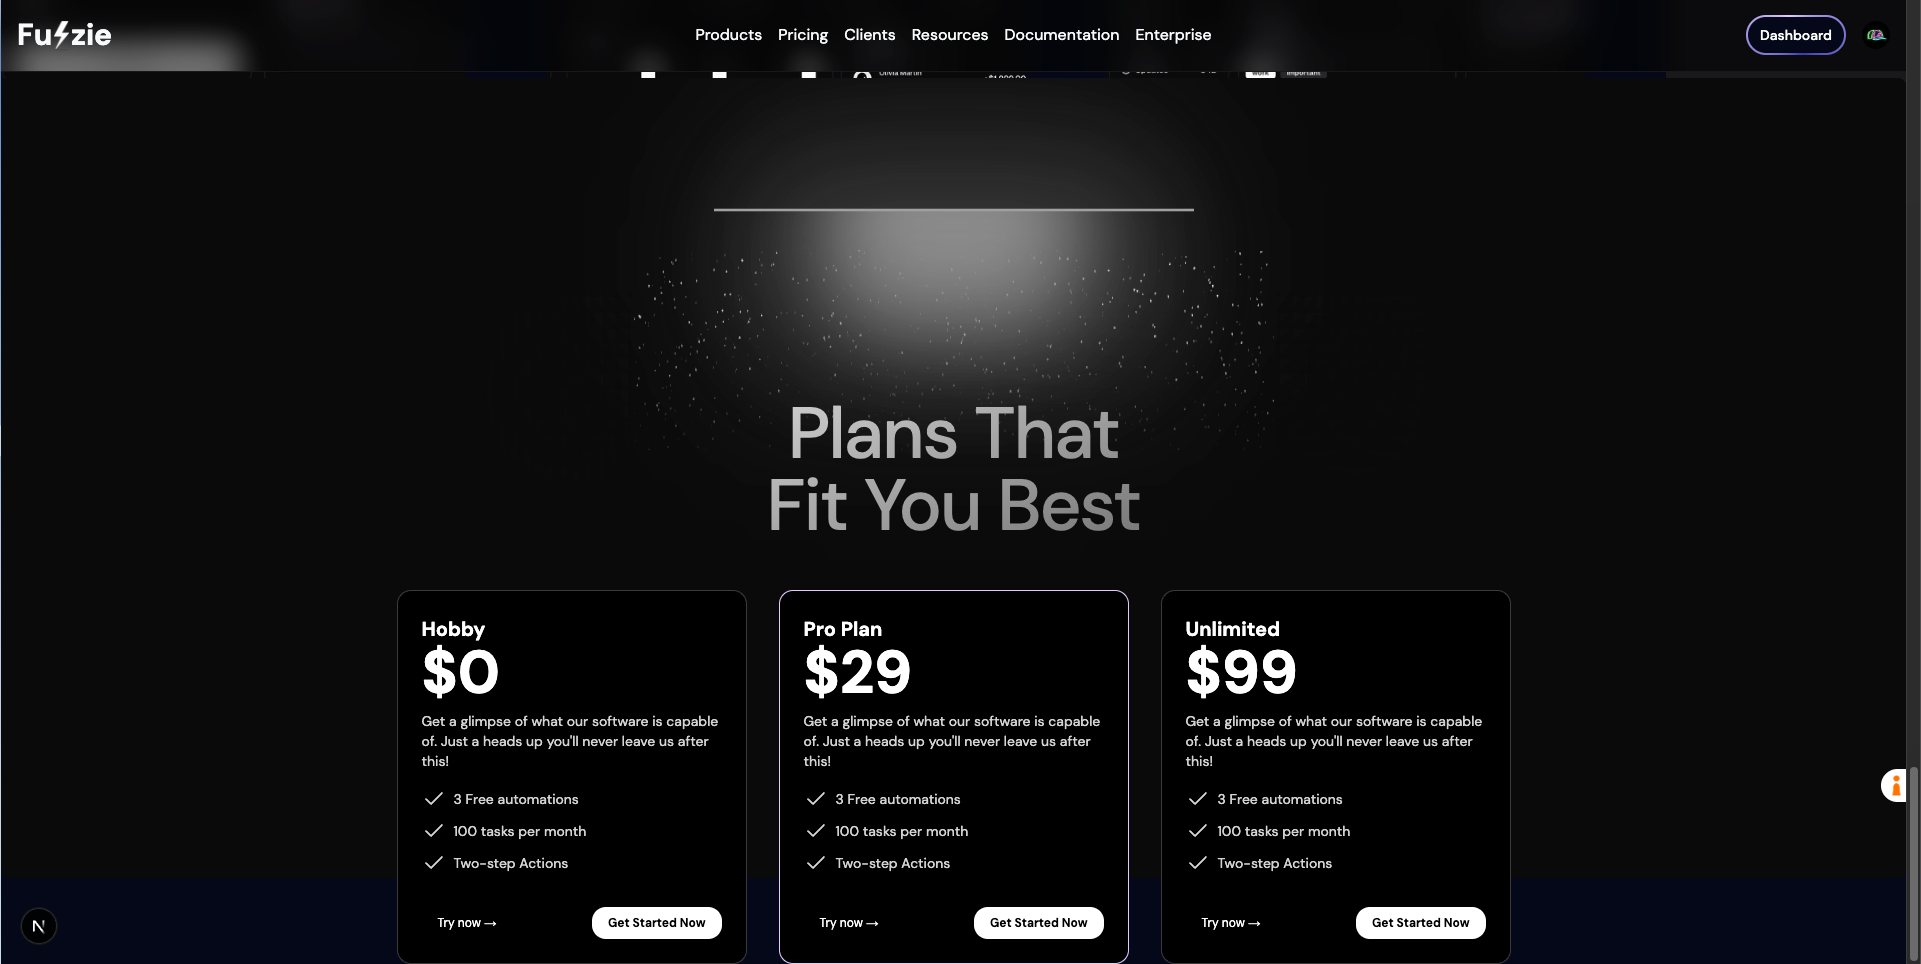 Fu zie
Products Pricing Clients Resources Documentation Enterprise
Dashboard
Olivia Martin
work important
Plans That
Fit You Best
Hobby
$0
Get a glimpse of what our software is capable
of. Just a heads up you'll never leave us after
this!
3 Free automations
100 tasks per month
Two-step Actions
Try now → Get Started Now
Pro Plan
$29
Get a glimpse of what our software is capable
of. Just a heads up you'll never leave us after
this!
3 Free automations
100 tasks per month
Two-step Actions
Try now → Get Started Now
Unlimited
$99
Get a glimpse of what our software is capable
of. Just a heads up you'll never leave us after
this!
3 Free automations
100 tasks per month
Two-step Actions
Try now → Get Started Now
N